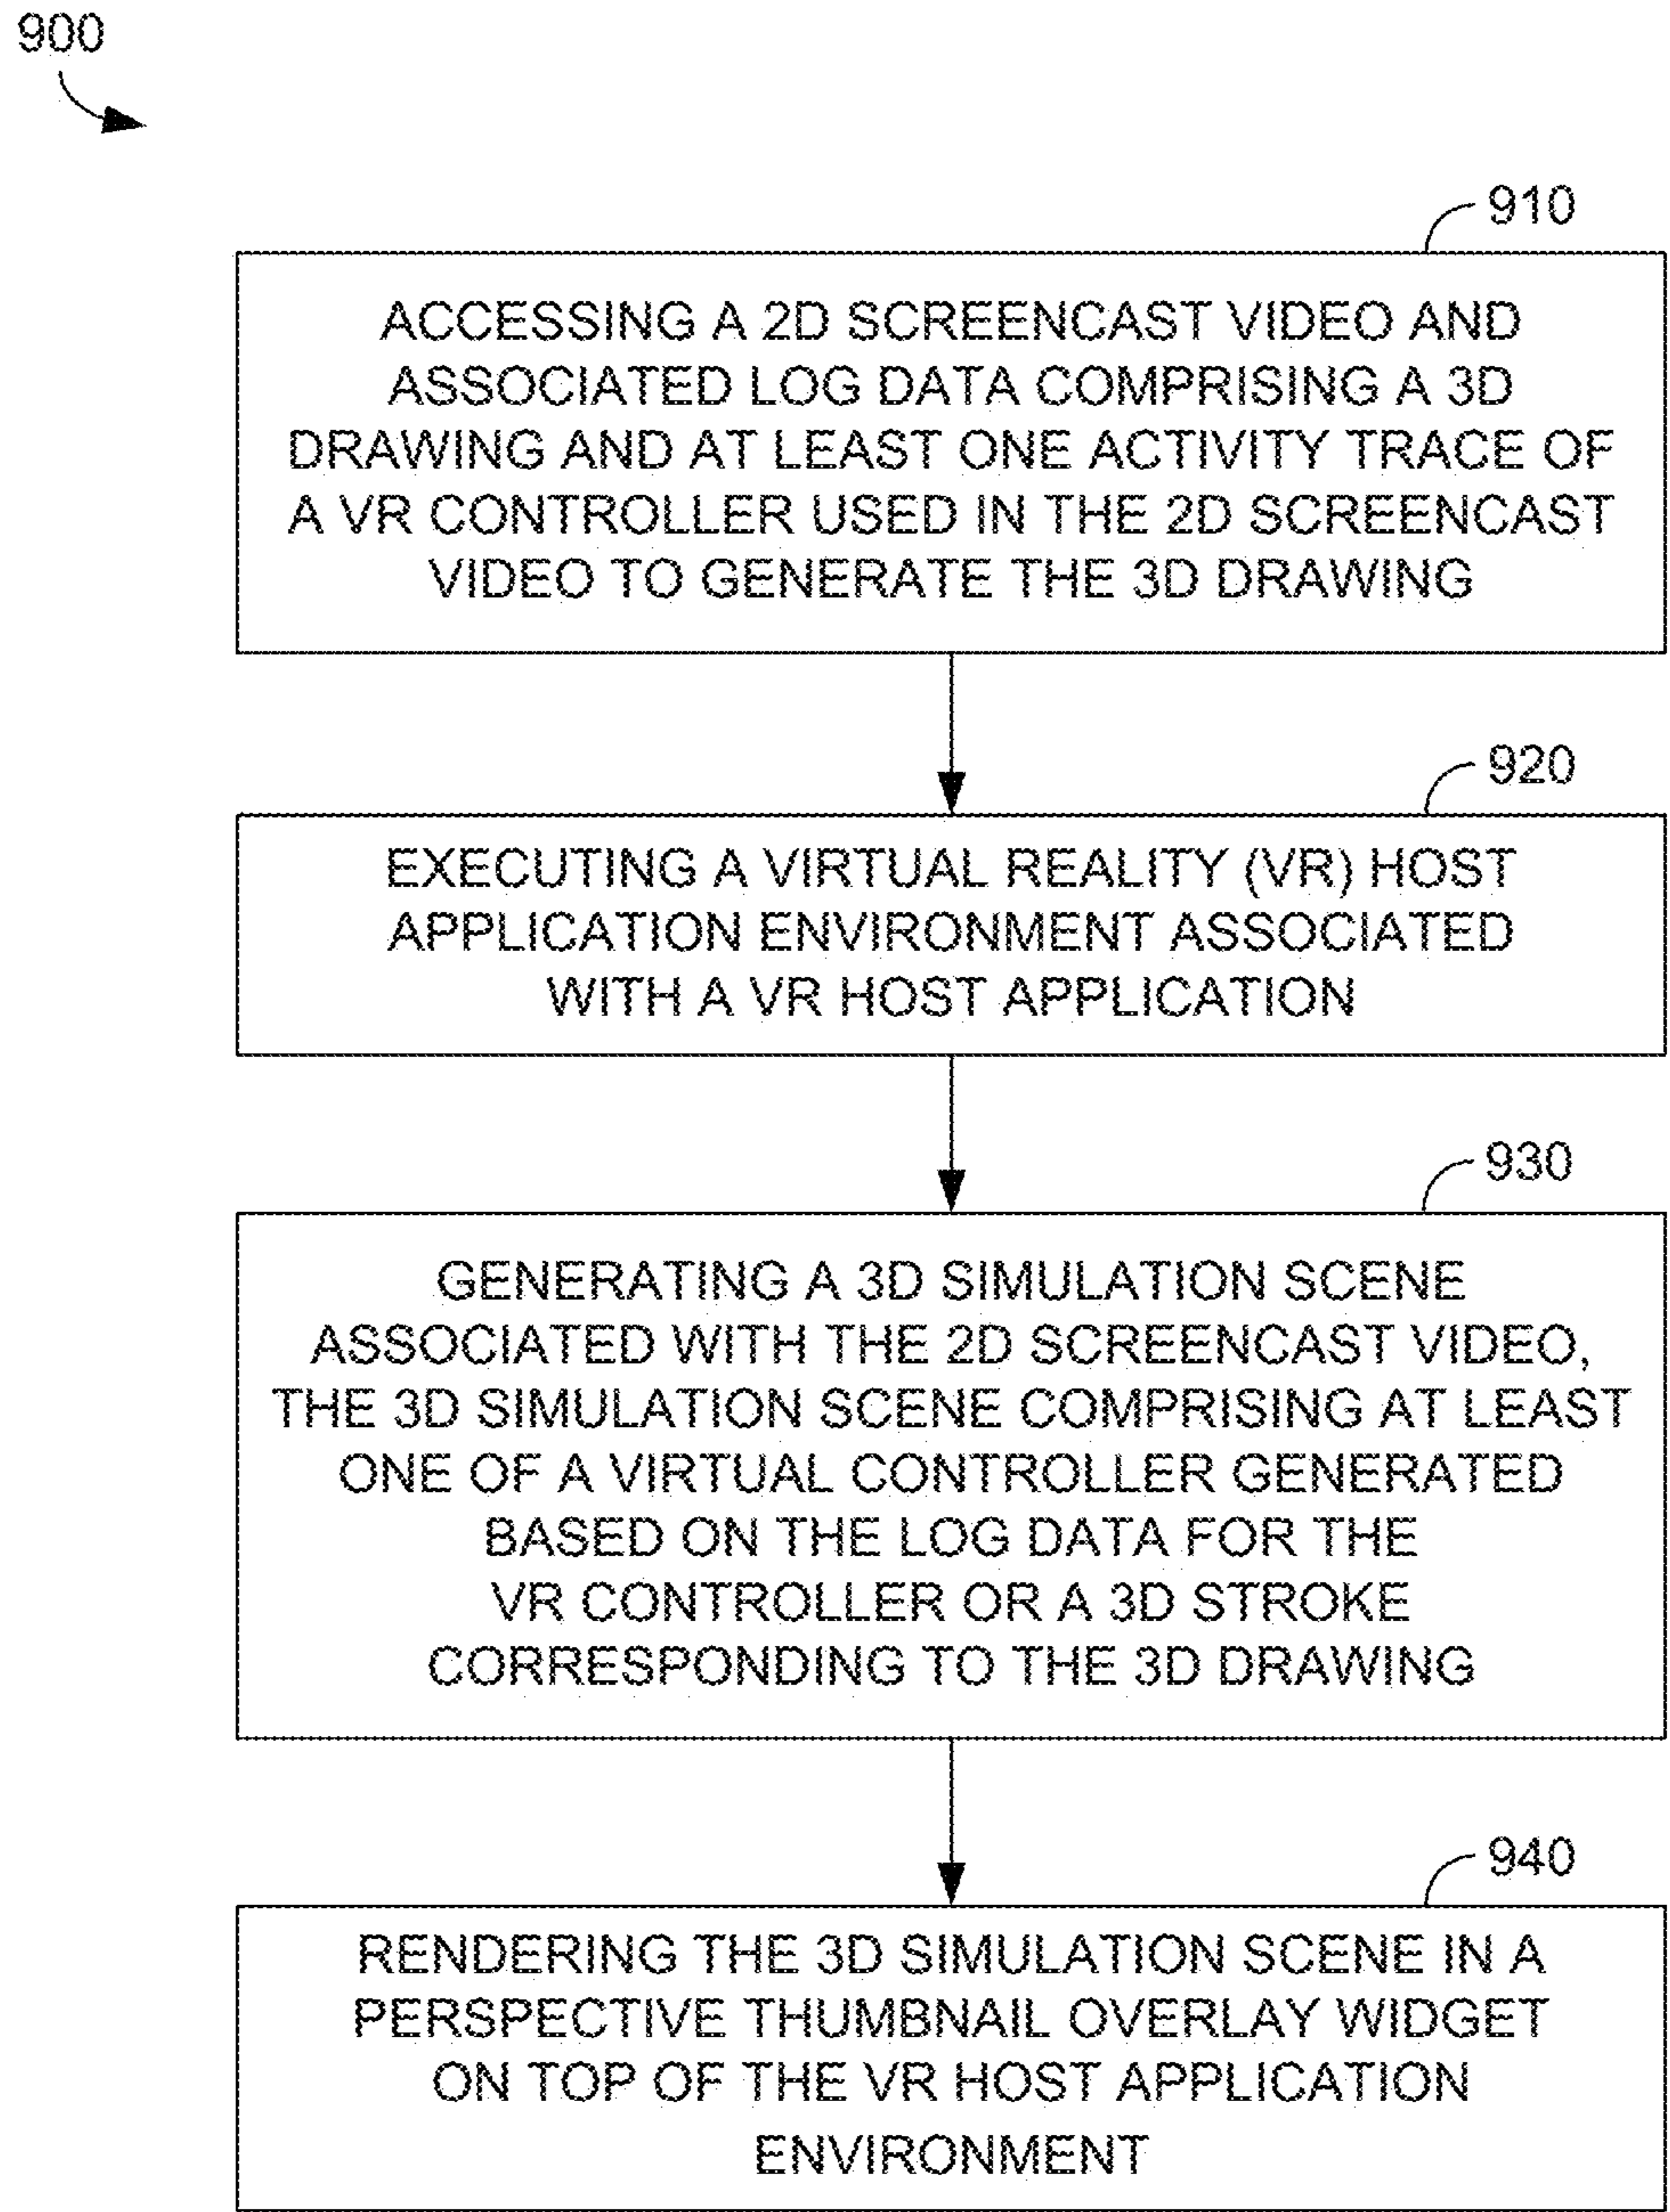 900
910
ACCESSING A 2D SCREENCAST VIDEO AND
ASSOCIATED LOG DATA COMPRISING A 3D
DRAWING AND AT LEAST ONE ACTIVITY TRACE OF
A VR CONTROLLER USED IN THE 2D SCREENCAST
VIDEO TO GENERATE THE 3D DRAWING
920
EXECUTING A VIRTUAL REALITY (VR) HOST
APPLICATION ENVIRONMENT ASSOCIATED
WITH A VR HOST APPLICATION
930
GENERATING A 3D SIMULATION SCENE
ASSOCIATED WITH THE 2D SCREENCAST VIDEO,
THE 3D SIMULATION SCENE COMPRISING AT LEAST
ONE OF A VIRTUAL CONTROLLER GENERATED
BASED ON THE LOG DATA FOR THE
VR CONTROLLER OR A 3D STROKE
CORRESPONDING TO THE 3D DRAWING
940
RENDERING THE 3D SIMULATION SCENE IN A
PERSPECTIVE THUMBNAIL OVERLAY WIDGET
ON TOP OF THE VR HOST APPLICATION
ENVIRONMENT